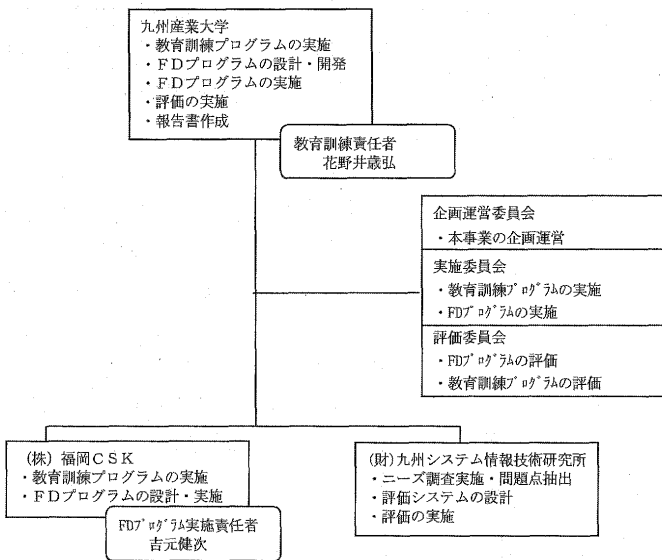 九州産業大学
・教育訓練プログラムの実施
・ＦＤプログラムの設計・開発
・ＦＤプログラムの実施
・評価の実施
・報告書作成
教育訓練責任者
花野井歳弘
企画運営委員会
・本事業の企画運営
実施委員会
・教育訓練ﾌﾟﾛｸﾞﾗﾑの実施
・FDﾌﾟﾛｸﾞﾗﾑの実施
評価委員会
・FDﾌﾟﾛｸﾞﾗﾑの評価
・教育訓練ﾌﾟﾛｸﾞﾗﾑの評価
(株) 福岡ＣＳＫ
・教育訓練プログラムの実施
・ＦＤプログラムの設計・実施
FDﾌﾟﾛｸﾞﾗﾑ実施責任者
吉元健次
(財)九州システム情報技術研究所
・ニーズ調査実施・問題点抽出
・評価システムの設計
・評価の実施